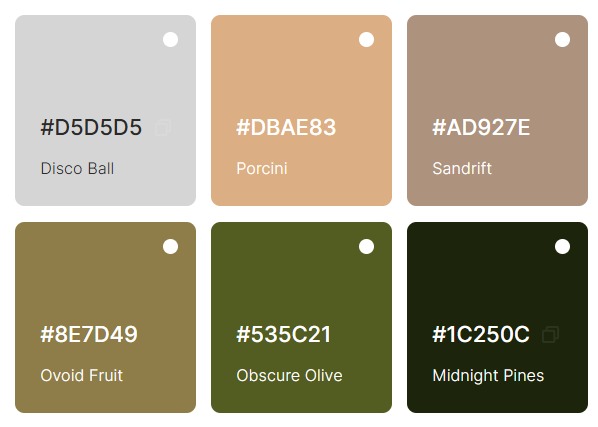 #D5D5D5
Disco Ball
#DBAE83
Porcini
#AD927E
Sandrift
#8E7D49
Ovoid Fruit
#535C21
Obscure Olive
#1C250C
Midnight Pines